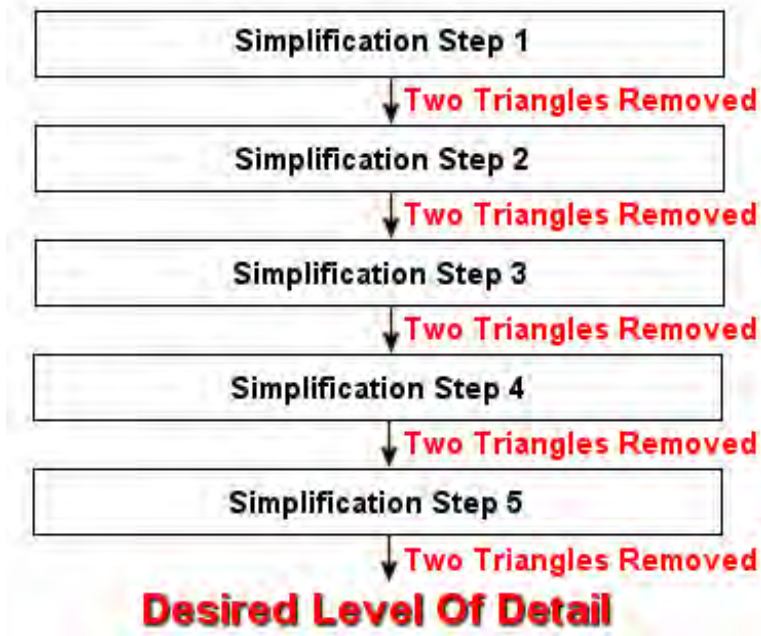 Simplification Step 1
Two Triangles Removed
Simplification Step 2
Two Triangles Removed
Simplification Step 3
Two Triangles Removed
Simplification Step 4
Two Triangles Removed
Simplification Step 5
Two Triangles Removed
Desired Level Of Detail